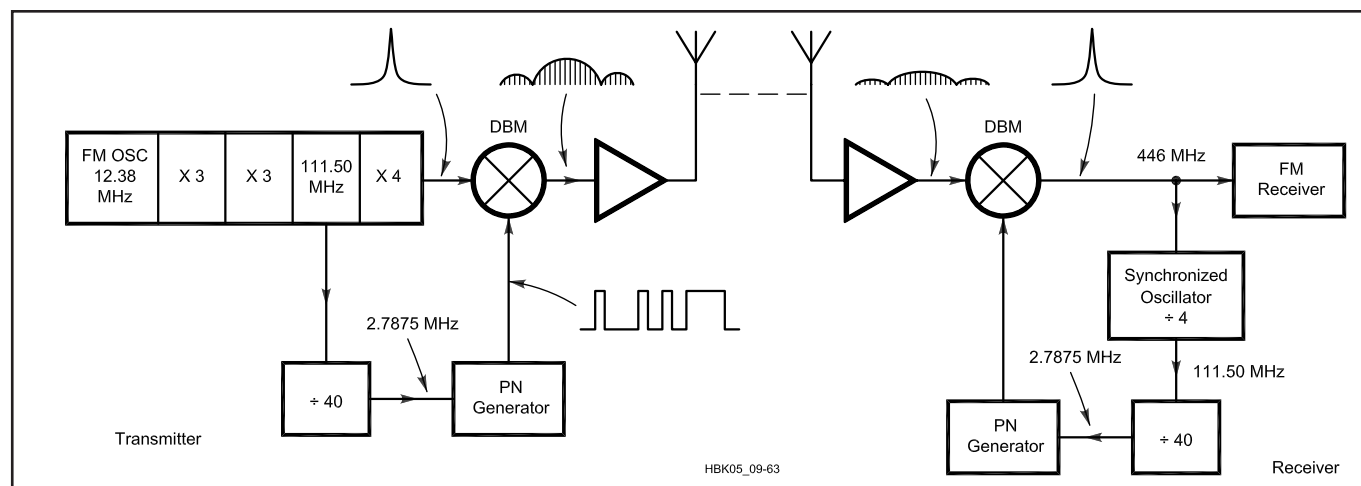 DBM
DBM
446 MHz
FM OSC
12.38
MHz
X 3
X 3
111.50
MHz
X 4
FM
Receiver
Synchronized
Oscillator
÷ 4
2.7875 MHz
2.7875 MHz
111.50 MHz
÷ 40
PN
Generator
PN
Generator
÷ 40
Transmitter
HBK05_09-63
Receiver